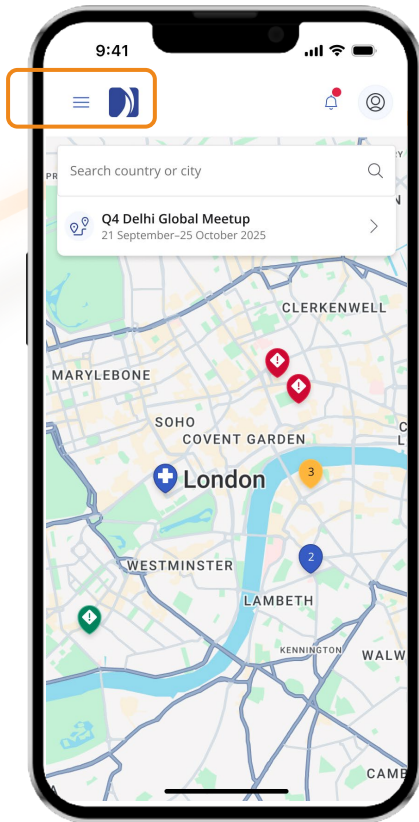 9:41
Search country or city
Q4 Delhi Global Meetup
21 September–25 October 2025
CLERKENWELL
MARYLEBONE
SOHO
COVENT GARDEN
3
London
2
WESTMINSTER
LAMBETH
KENNINGTON
WALW
CAMB